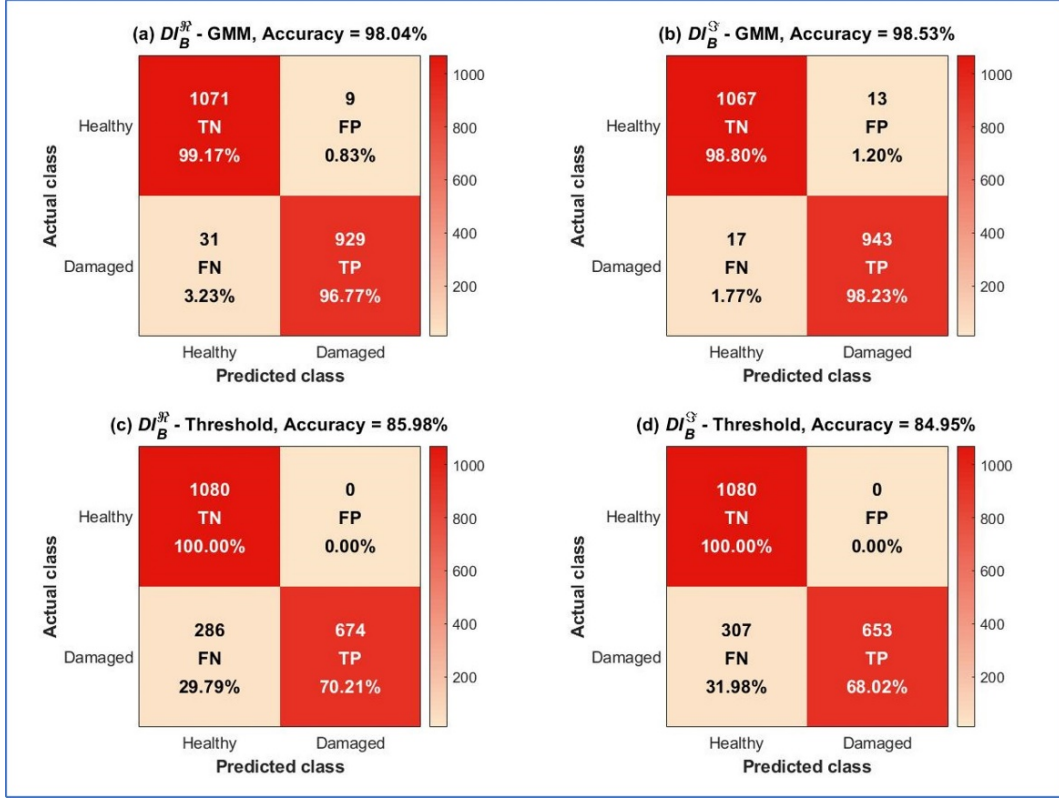 (a) DI_B^ℜ - GMM, Accuracy = 98.04%
1071
TN
99.17%
9
FP
0.83%
31
FN
3.23%
929
TP
96.77%
Healthy
Damaged
Actual class
Healthy Damaged
Predicted class
1000
800
600
400
200
(b) DI_B^ℑ - GMM, Accuracy = 98.53%
1067
TN
98.80%
13
FP
1.20%
17
FN
1.77%
943
TP
98.23%
Healthy
Damaged
Actual class
Healthy Damaged
Predicted class
1000
800
600
400
200
(c) DI_B^ℜ - Threshold, Accuracy = 85.98%
1080
TN
100.00%
0
FP
0.00%
286
FN
29.79%
674
TP
70.21%
Healthy
Damaged
Actual class
Healthy Damaged
Predicted class
1000
800
600
400
200
(d) DI_B^ℑ - Threshold, Accuracy = 84.95%
1080
TN
100.00%
0
FP
0.00%
307
FN
31.98%
653
TP
68.02%
Healthy
Damaged
Actual class
Healthy Damaged
Predicted class
1000
800
600
400
200